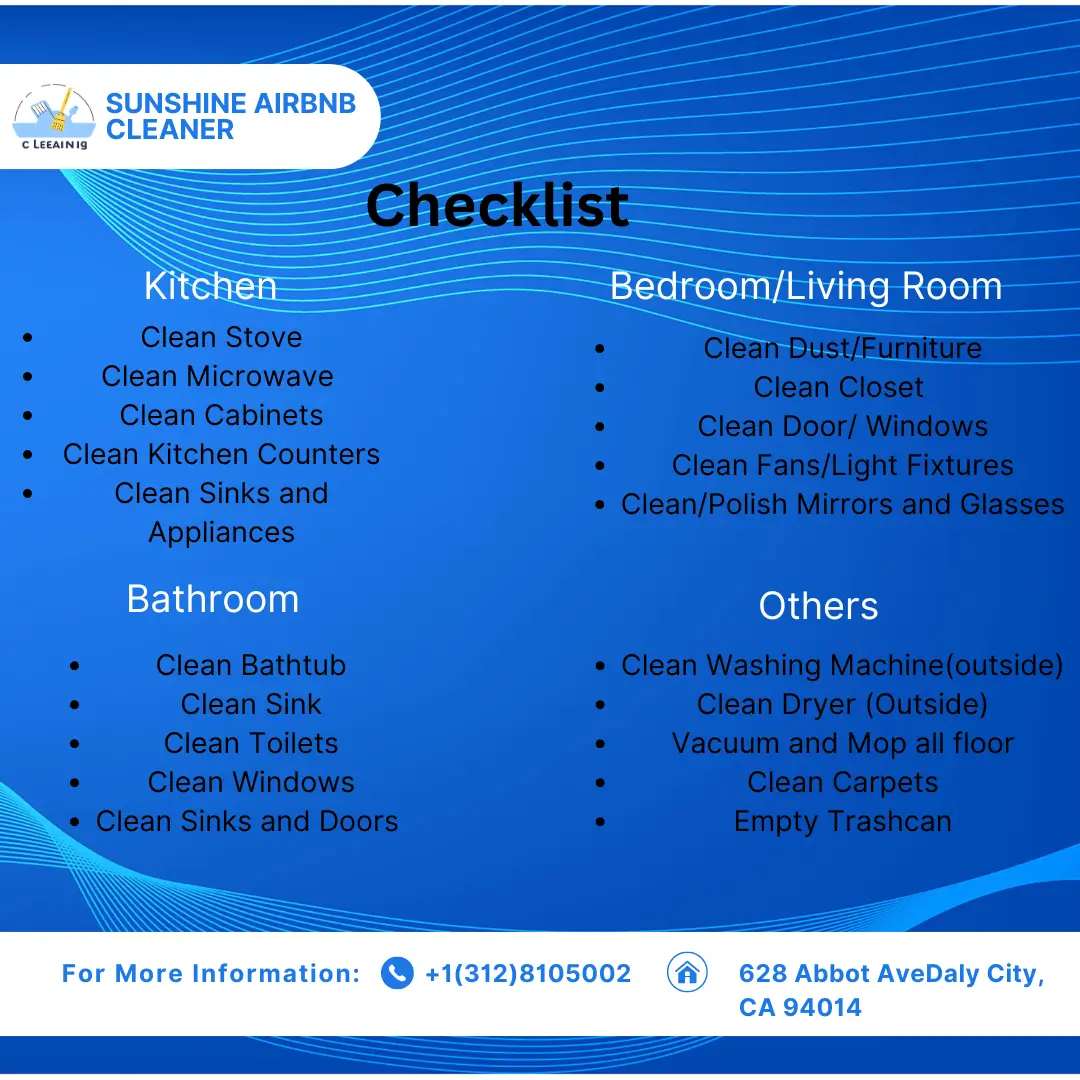 SUNSHINE AIRBNB
CLEANER
C LEEAIN IG
Checklist
Kitchen
• Clean Stove
• Clean Microwave
• Clean Cabinets
• Clean Kitchen Counters
• Clean Sinks and
Appliances
Bedroom/Living Room
• Clean Dust/Furniture
• Clean Closet
• Clean Door/ Windows
• Clean Fans/Light Fixtures
• Clean/Polish Mirrors and Glasses
Bathroom
• Clean Bathtub
• Clean Sink
• Clean Toilets
• Clean Windows
• Clean Sinks and Doors
Others
• Clean Washing Machine(outside)
• Clean Dryer (Outside)
• Vacuum and Mop all floor
• Clean Carpets
• Empty Trashcan
For More Information:
+1(312)8105002
628 Abbot AveDaly City,
CA 94014